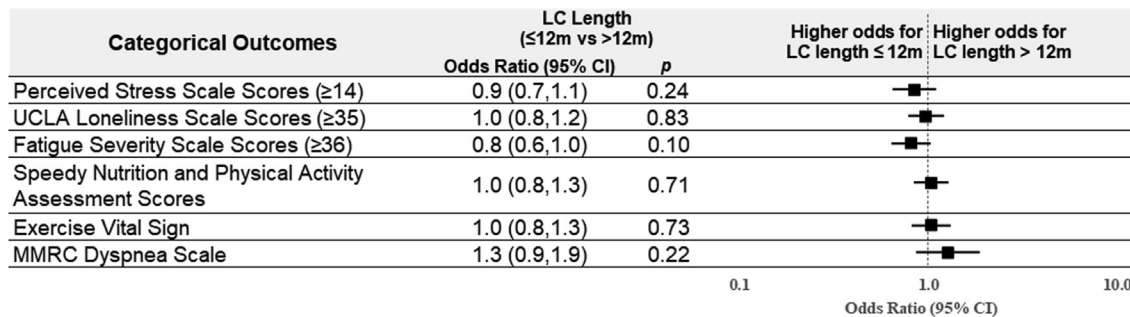 Categorical Outcomes
LC Length
(≤12m vs >12m)
Odds Ratio (95% CI) p
Higher odds for
LC length ≤ 12m
Higher odds for
LC length > 12m
Perceived Stress Scale Scores (≥14) 0.9 (0.7,1.1) 0.24
UCLA Loneliness Scale Scores (≥35) 1.0 (0.8,1.2) 0.83
Fatigue Severity Scale Scores (≥36) 0.8 (0.6,1.0) 0.10
Speedy Nutrition and Physical Activity
Assessment Scores 1.0 (0.8,1.3) 0.71
Exercise Vital Sign 1.0 (0.8,1.3) 0.73
MMRC Dyspnea Scale 1.3 (0.9,1.9) 0.22
0.1 1.0 10.0
Odds Ratio (95% CI)